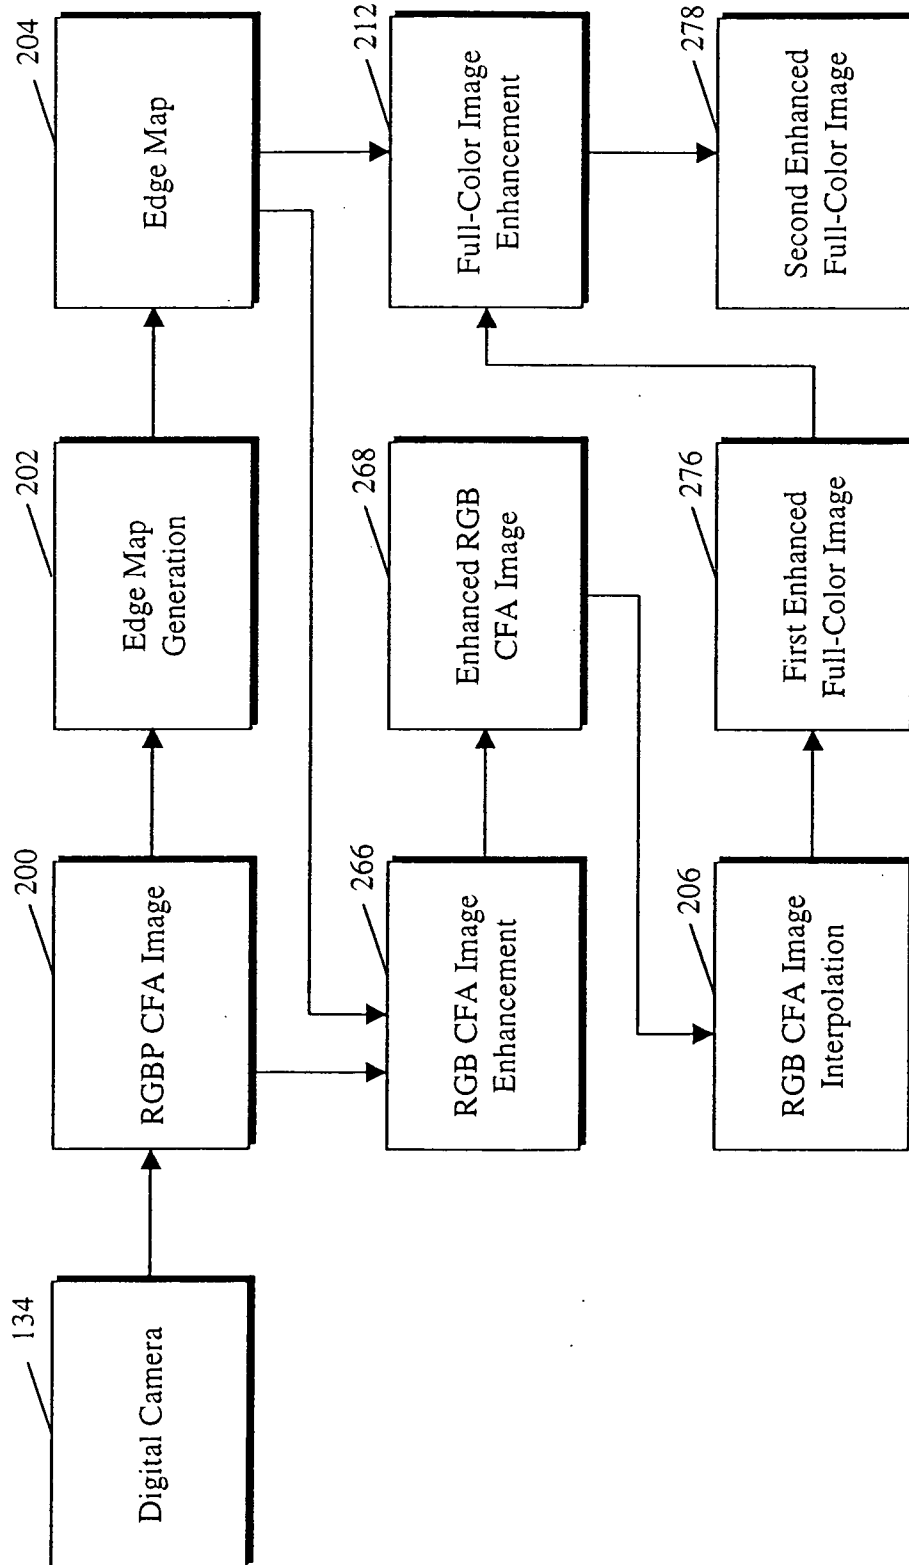 134
Digital Camera
200
RGBP CFA Image
202
Edge Map
Generation
204
Edge Map
266
RGB CFA Image
Enhancement
268
Enhanced RGB
CFA Image
212
Full-Color Image
Enhancement
206
RGB CFA Image
Interpolation
276
First Enhanced
Full-Color Image
278
Second Enhanced
Full-Color Image